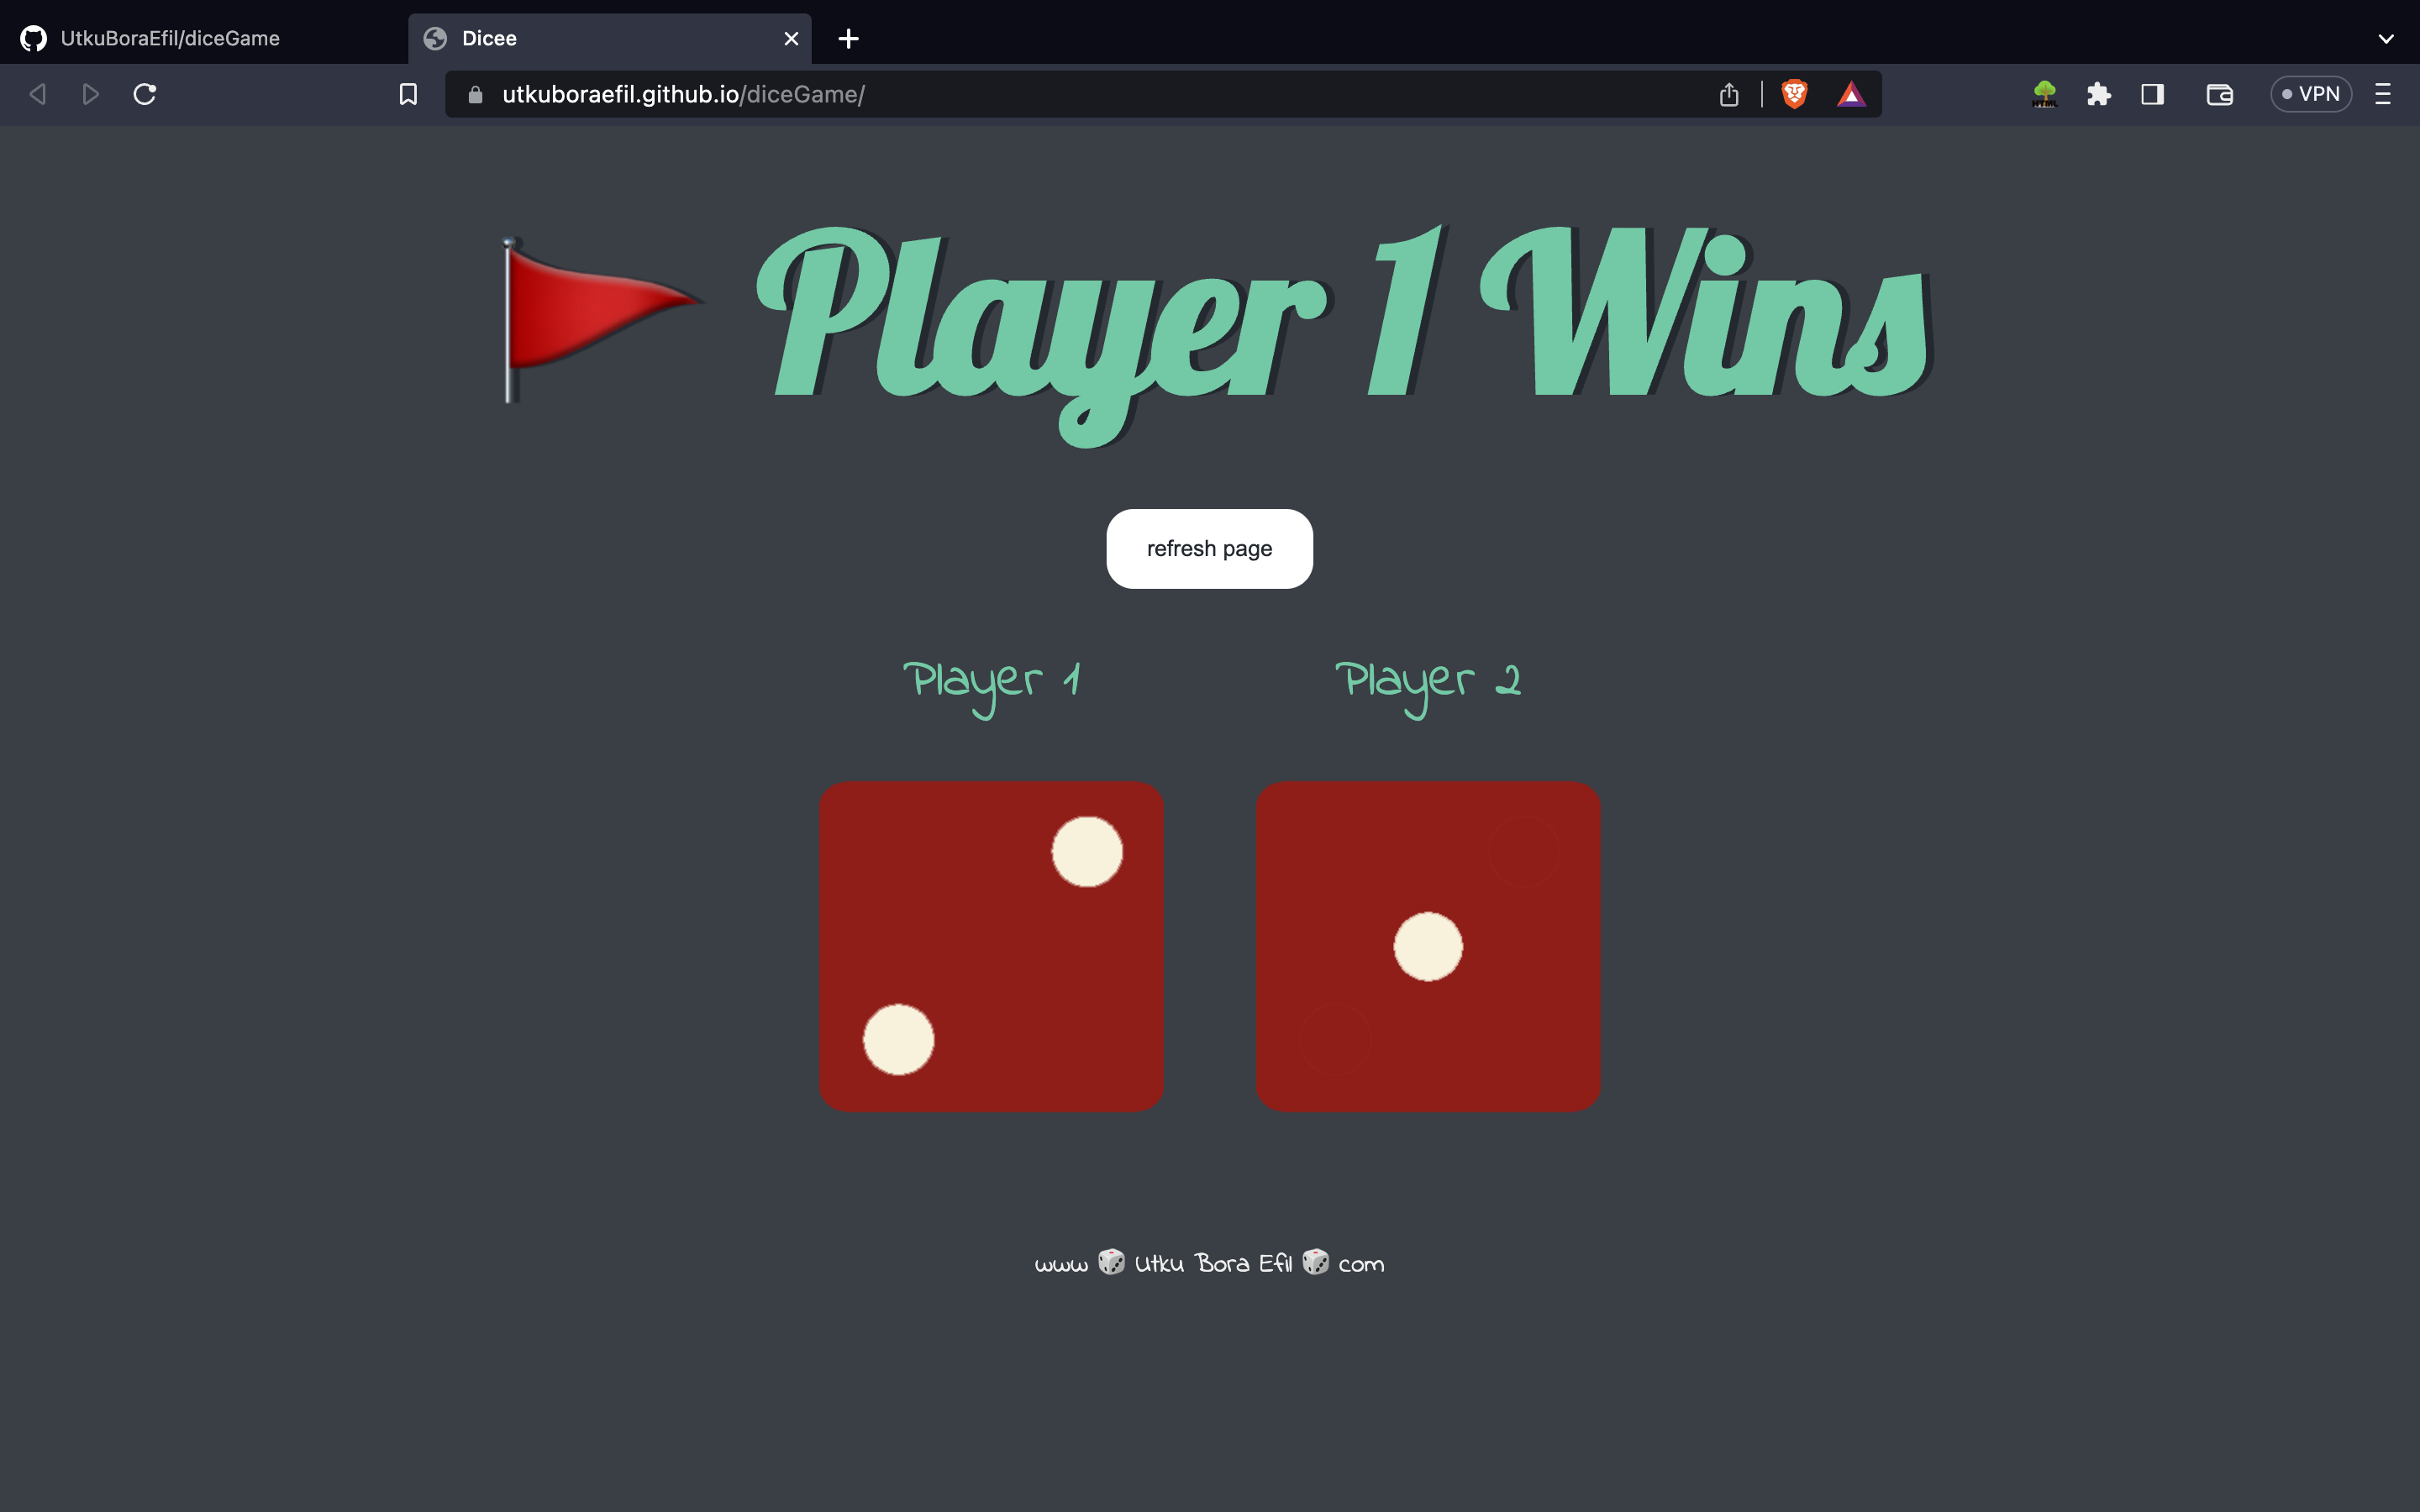 UtkuBoraEfil/diceGame
Dicee
utkuboraefil.github.io/diceGame/
HTML
VPN
🚩 Player 1 Wins
refresh page
Player 1
Player 2
www 🎲 Utku Bora Efil 🎲 com